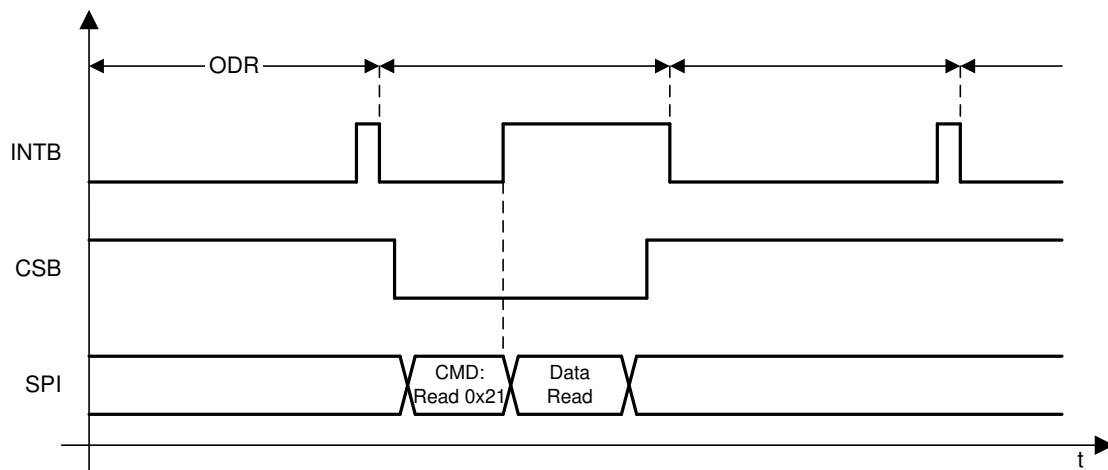 ODR
INTB
CSB
SPI
CMD:
Read 0x21
Data
Read
t